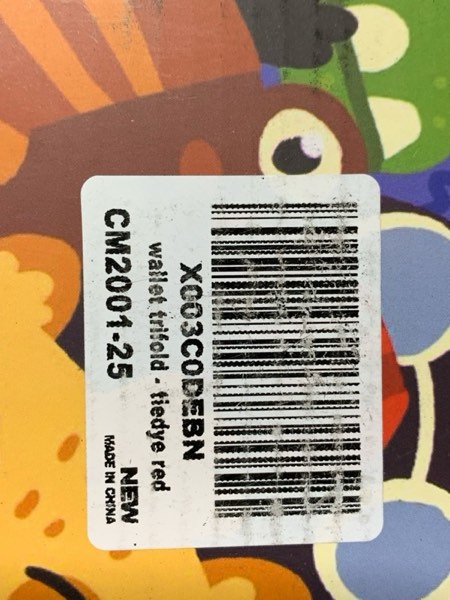 X003C0DEBN
wallet trifold - tiedye red
CM2001-25
NEW
MADE IN CHINA